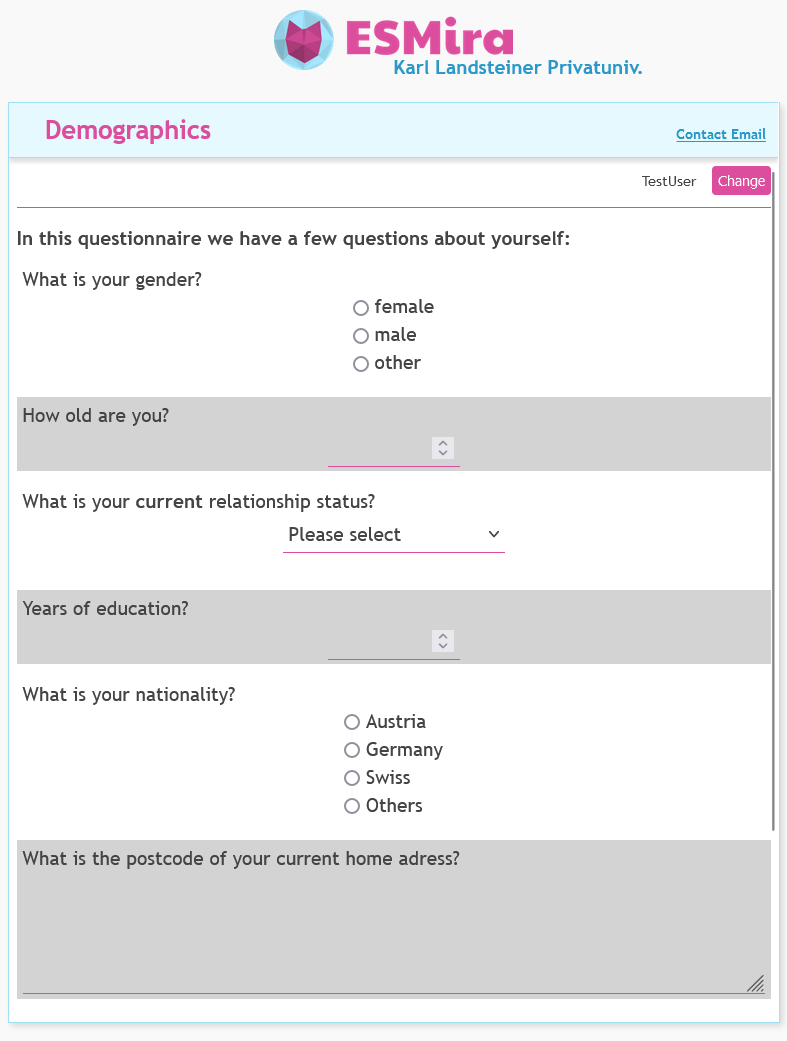 ESMira
Karl Landsteiner Privatuniv.
Demographics
Contact Email
TestUser
Change
In this questionnaire we have a few questions about yourself:
What is your gender?
female
male
other
How old are you?
What is your current relationship status?
Please select
Years of education?
What is your nationality?
Austria
Germany
Swiss
Others
What is the postcode of your current home adress?